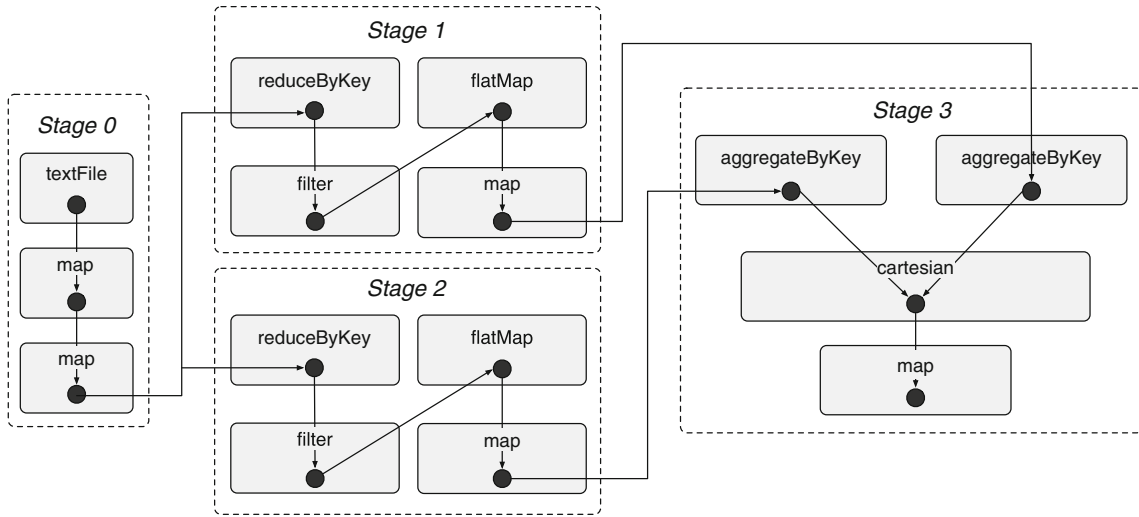 Stage 0
textFile
map
map
Stage 1
reduceByKey
flatMap
filter
map
Stage 2
reduceByKey
flatMap
filter
map
Stage 3
aggregateByKey
aggregateByKey
cartesian
map